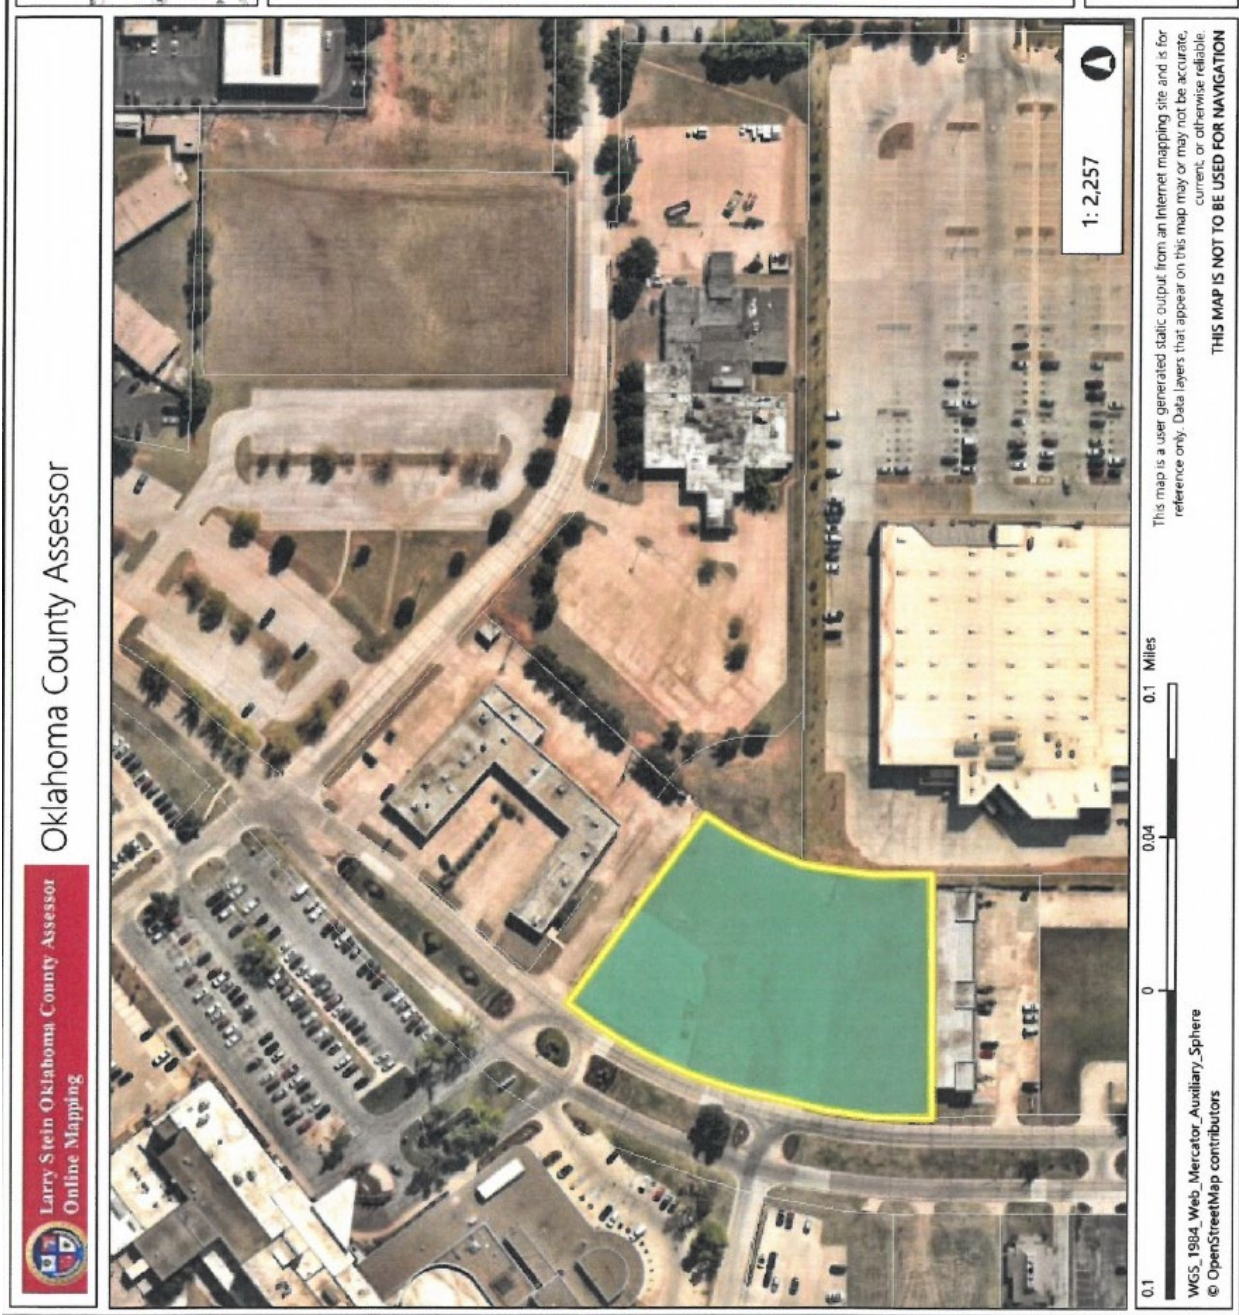 Larry Stein Oklahoma County Assessor
Online Mapping
Oklahoma County Assessor
1: 2,257
0.1
0
0.04
0.1 Miles
WGS_1984_Web_Mercator_Auxiliary_Sphere
© OpenStreetMap contributors
This map is a user generated static output from an Internet mapping site and is for
reference only. Data layers that appear on this map may or may not be accurate,
current, or otherwise reliable.
THIS MAP IS NOT TO BE USED FOR NAVIGATION